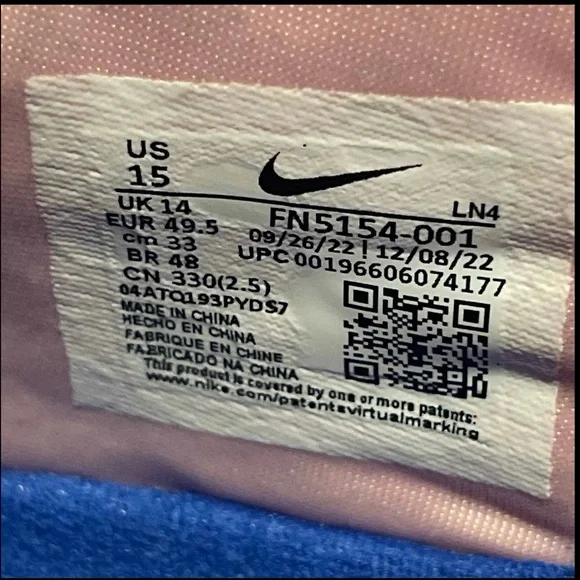 US
15
LN4
UK 14
FN5154-001
EUR 49.5
09/26/22 | 12/08/22
cm 33
UPC 00196606074177
BR 48
CN 330(2.5)
04ATQ193PYDS7
MADE IN CHINA
HECHO EN CHINA
FABRIQUE EN CHINE
FABRICADO NA CHINA
This product is covered by one or more patents:
www.nike.com/patentsvirtualmarking